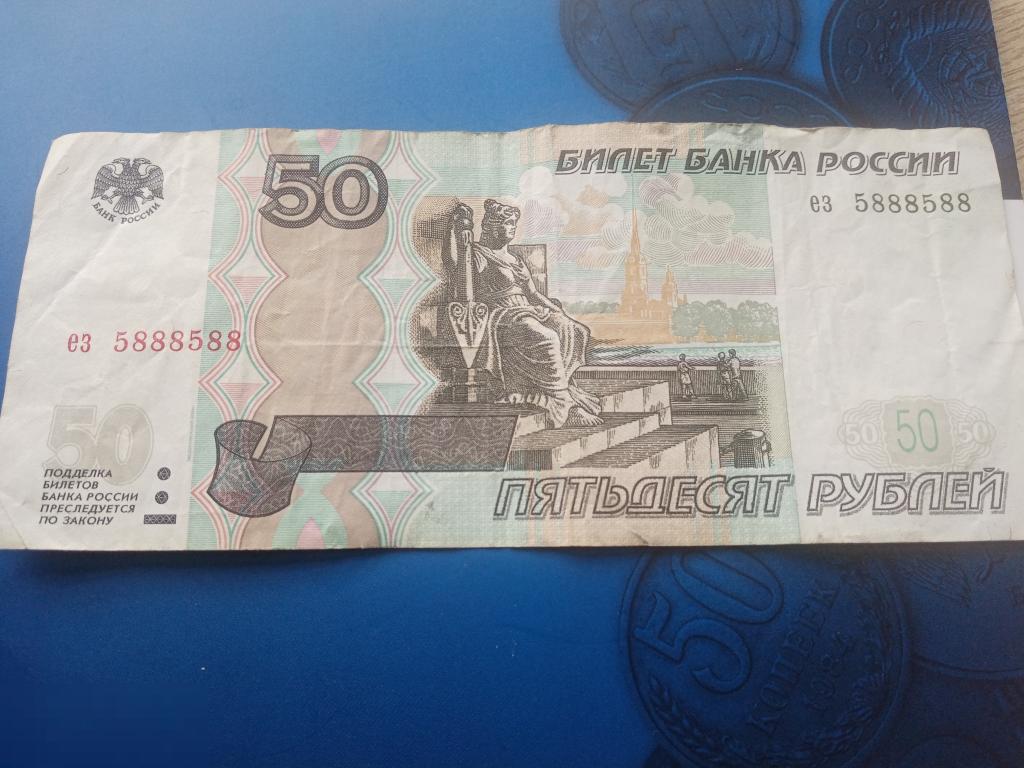 БИЛЕТ БАНКА РОССИИ
50
БАНК РОССИИ
ез 5888588
ез 5888588
50
50 50 50
ПОДДЕЛКА
БИЛЕТОВ
БАНКА РОССИИ
ПРЕСЛЕДУЕТСЯ
ПО ЗАКОНУ
ПЯТЬДЕСЯТ РУБЛЕЙ
50
КОПЕЕК
1984